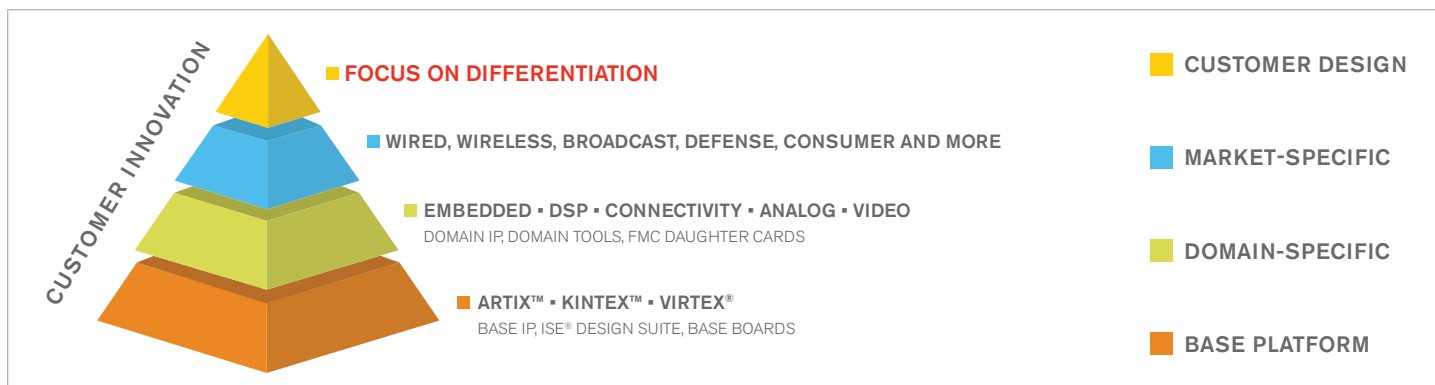 CUSTOMER INNOVATION
FOCUS ON DIFFERENTIATION
WIRED, WIRELESS, BROADCAST, DEFENSE, CONSUMER AND MORE
EMBEDDED ▪ DSP ▪ CONNECTIVITY ▪ ANALOG ▪ VIDEO
DOMAIN IP, DOMAIN TOOLS, FMC DAUGHTER CARDS
ARTIX™ ▪ KINTEX™ ▪ VIRTEX®
BASE IP, ISE® DESIGN SUITE, BASE BOARDS
CUSTOMER DESIGN
MARKET-SPECIFIC
DOMAIN-SPECIFIC
BASE PLATFORM